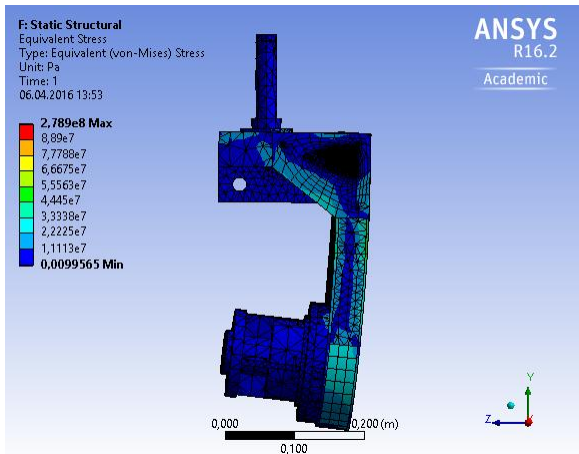 F: Static Structural
Equivalent Stress
Type: Equivalent (von-Mises) Stress
Unit: Pa
Time: 1
06.04.2016 13:53
2,789e8 Max
8,89e7
7,7788e7
6,6675e7
5,5563e7
4,445e7
3,3338e7
2,2225e7
1,1113e7
0,0099565 Min
ANSYS
R16.2
Academic
0,000
0,200 (m)
0,100
Y
Z